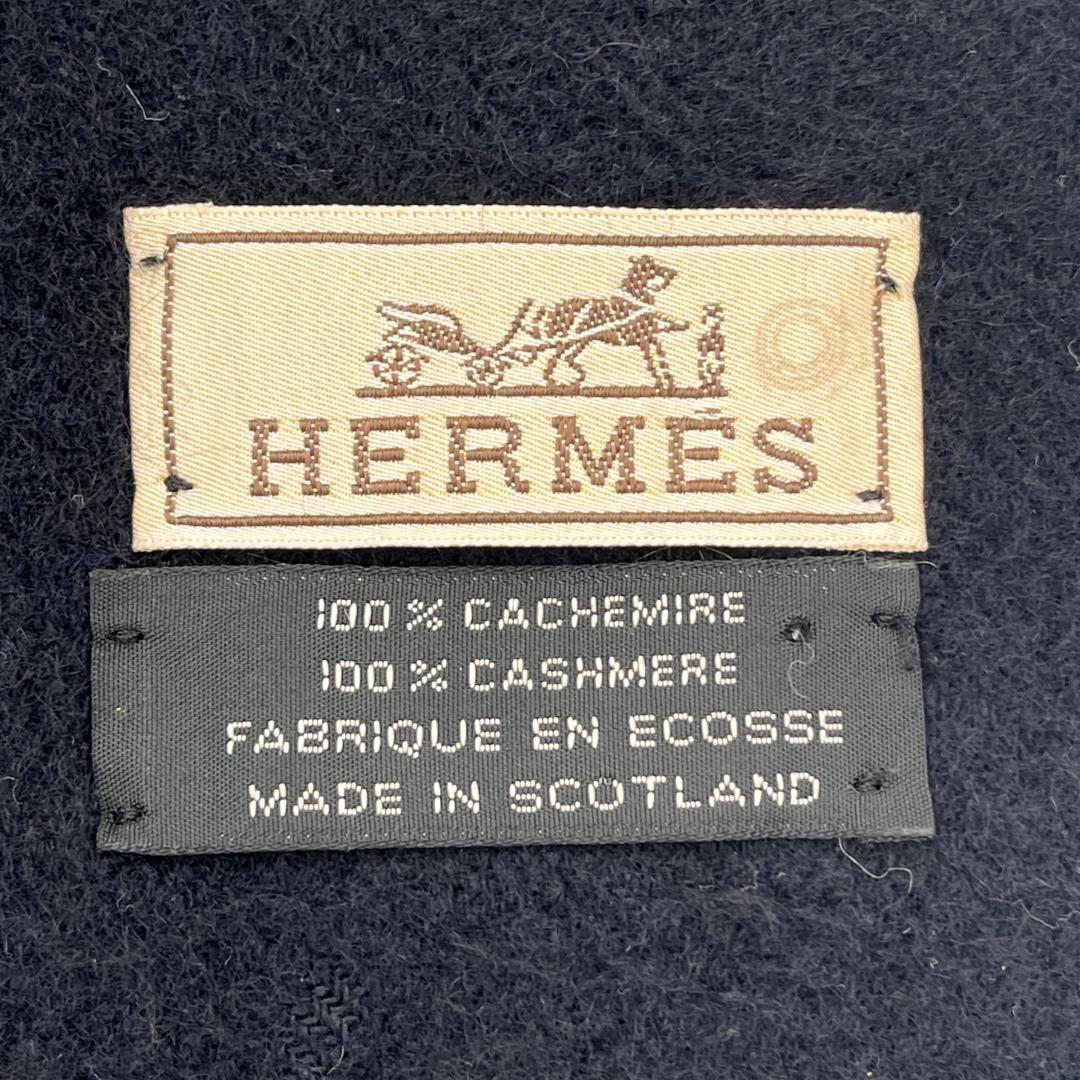 HERMÈS
100 % CACHEMIRE
100 % CASHMERE
FABRIQUE EN ECOSSE
MADE IN SCOTLAND